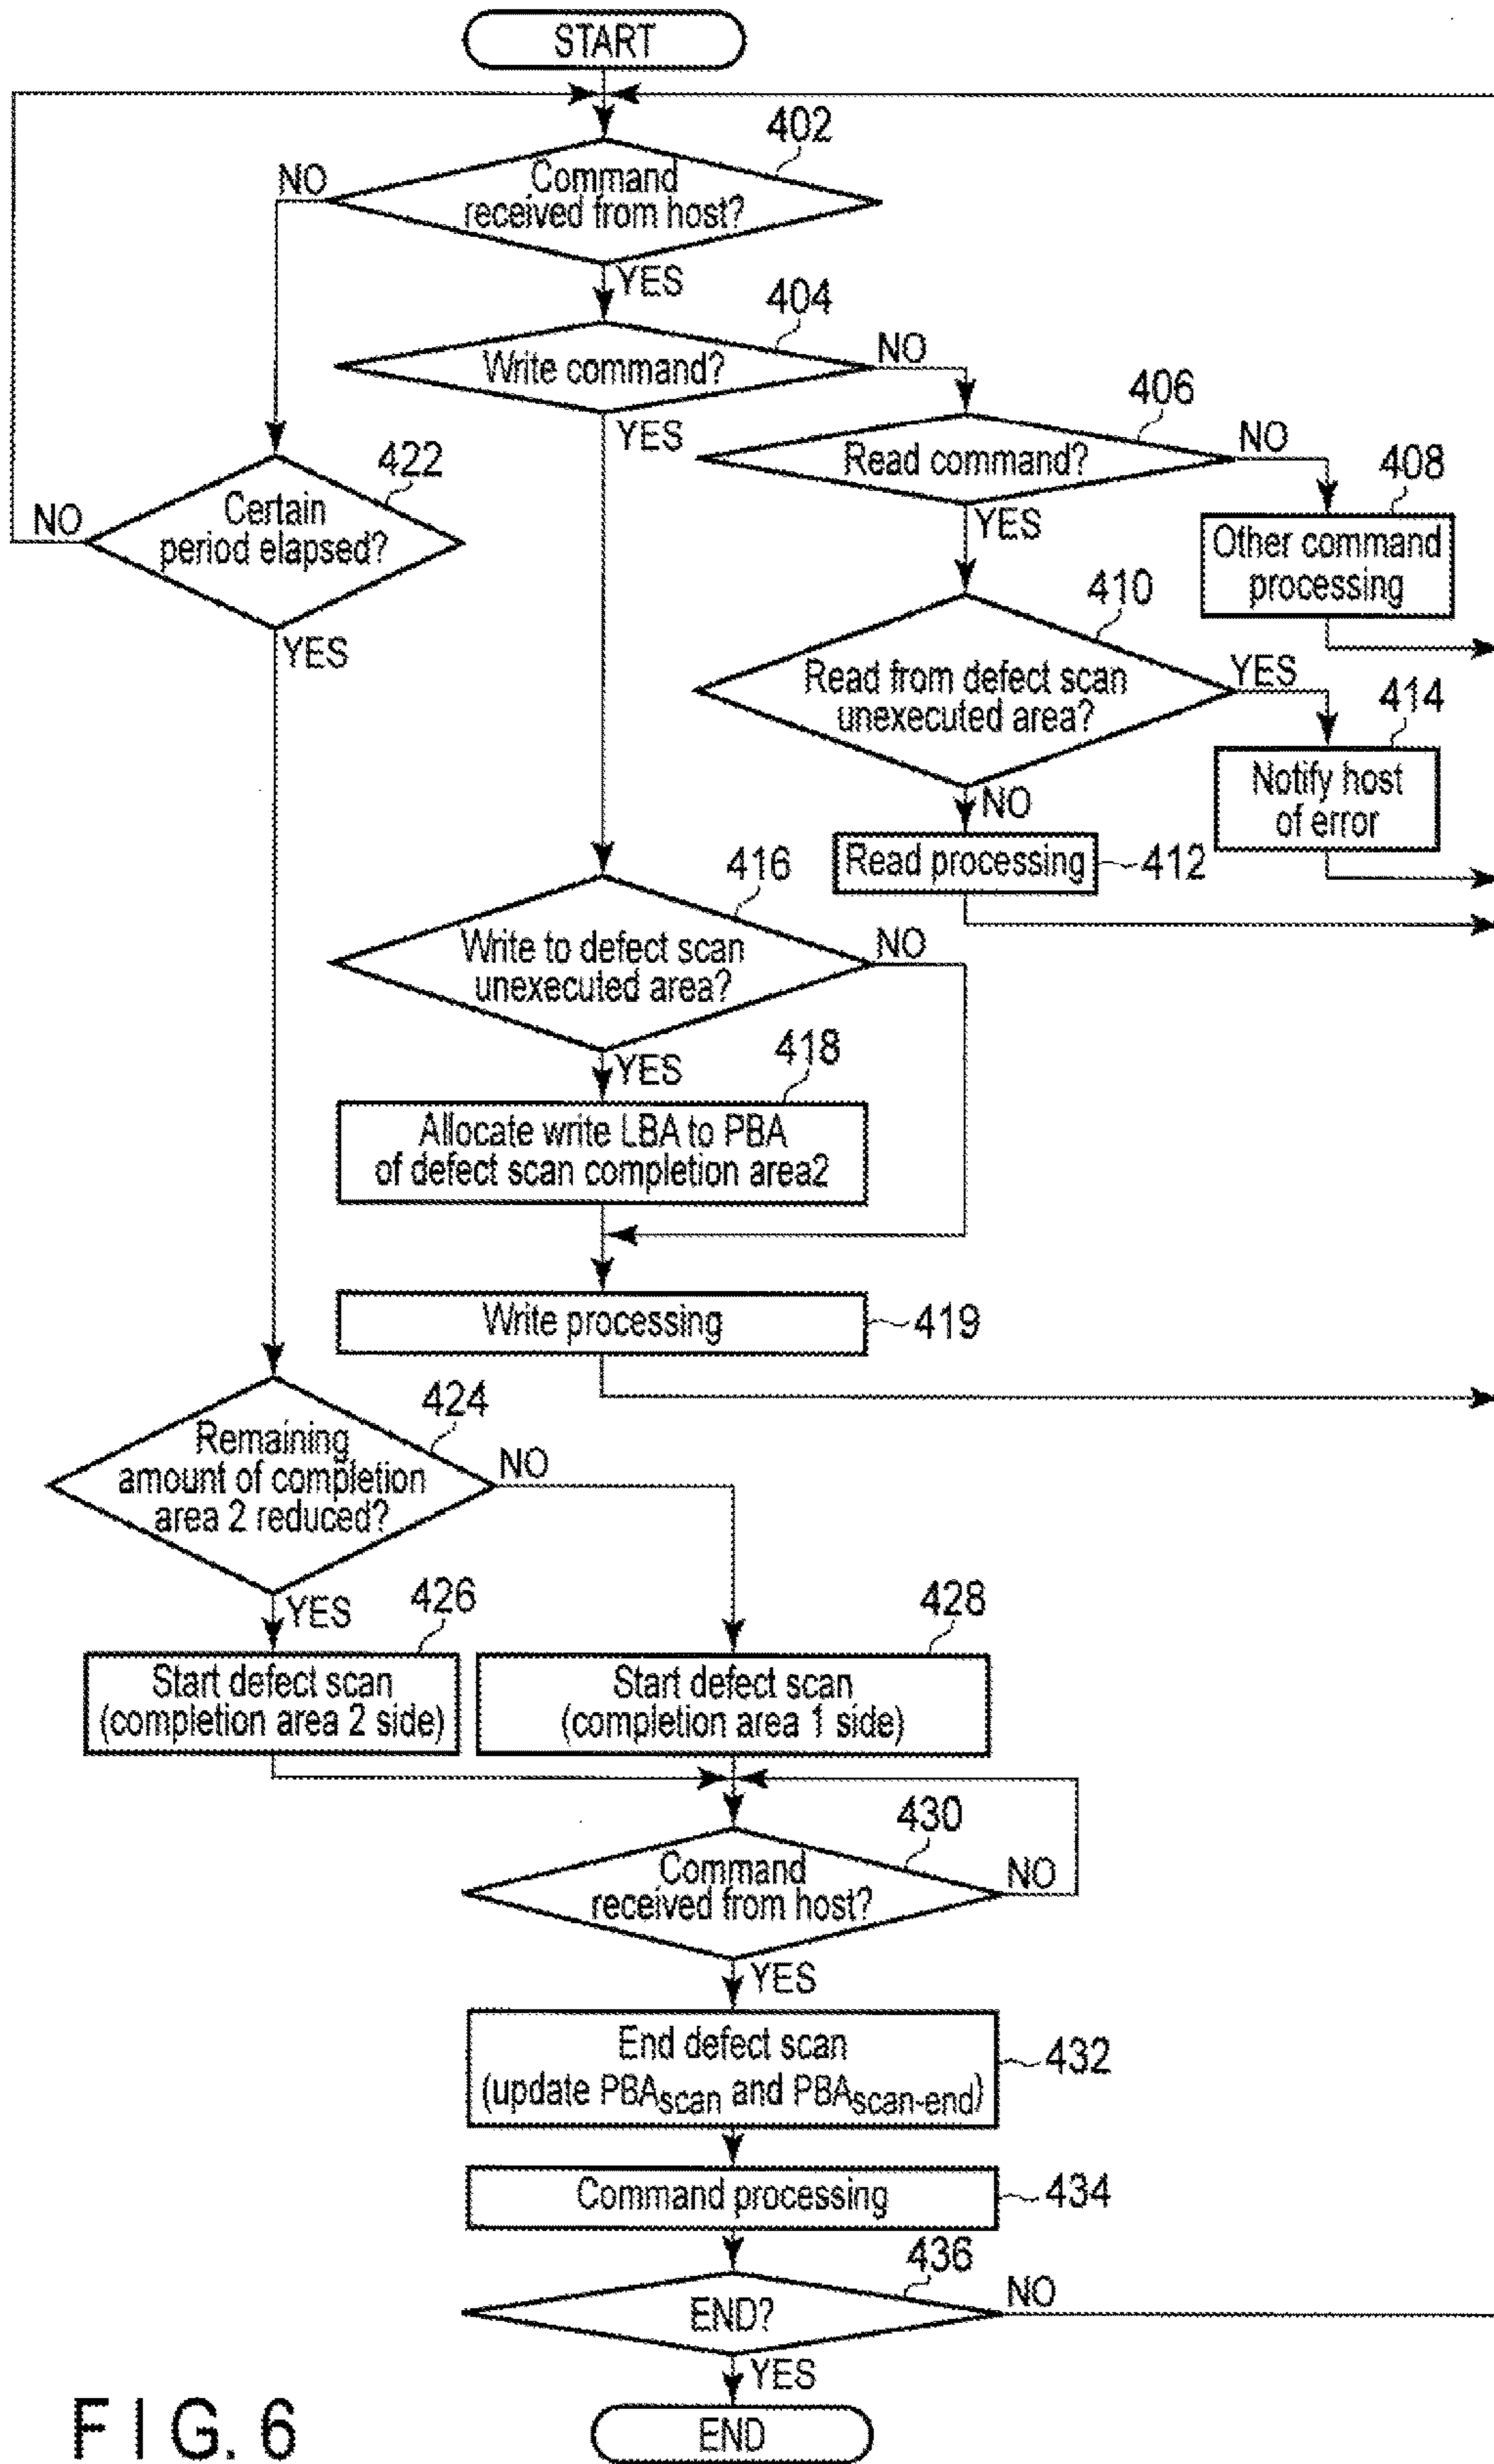 START
402
Command
received from host?
NO
YES
404
Write command?
NO
YES
406
Read command?
NO
YES
408
Other command
processing
422
Certain
period elapsed?
NO
YES
410
Read from defect scan
unexecuted area?
YES
NO
414
Notify host
of error
Read processing
412
416
Write to defect scan
unexecuted area?
NO
YES
418
Allocate write LBA to PBA
of defect scan completion area2
Write processing
419
424
Remaining
amount of completion
area 2 reduced?
NO
YES
426
Start defect scan
(completion area 2 side)
428
Start defect scan
(completion area 1 side)
430
Command
received from host?
NO
YES
End defect scan
(update PBAscan and PBAscan-end)
432
Command processing
434
436
END?
NO
YES
END
FIG. 6